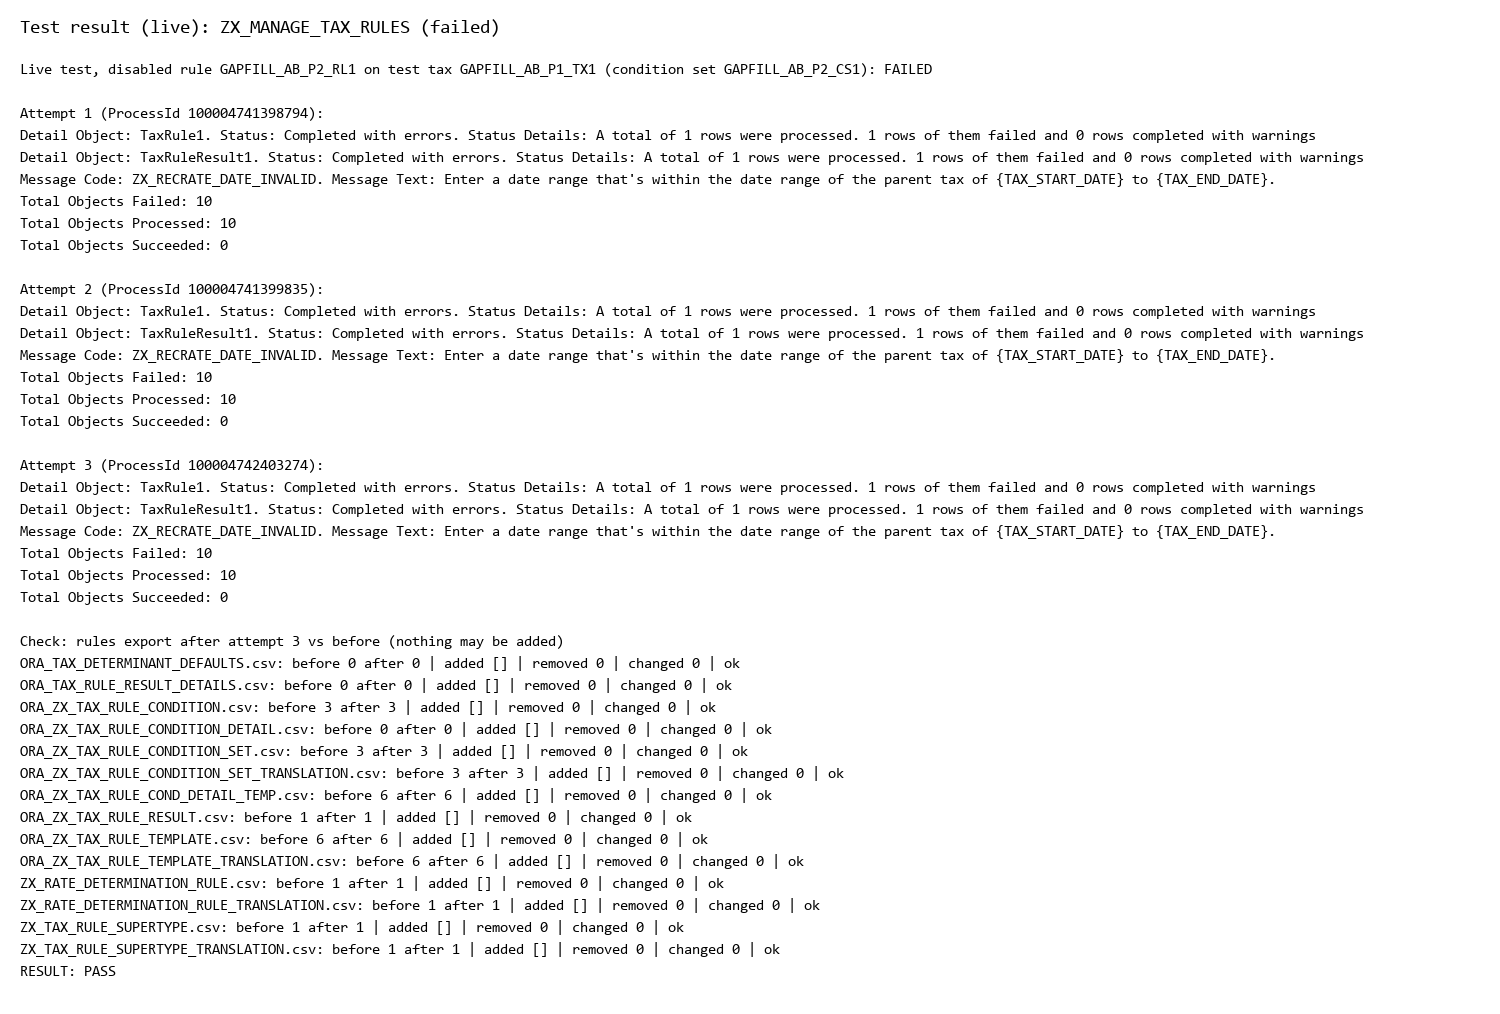 Test result (live): ZX_MANAGE_TAX_RULES (failed)
Live test, disabled rule GAPFILL_AB_P2_RL1 on test tax GAPFILL_AB_P1_TX1 (condition set GAPFILL_AB_P2_CS1): FAILED
Attempt 1 (ProcessId 100004741398794):
Detail Object: TaxRule1. Status: Completed with errors. Status Details: A total of 1 rows were processed. 1 rows of them failed and 0 rows completed with warnings
Detail Object: TaxRuleResult1. Status: Completed with errors. Status Details: A total of 1 rows were processed. 1 rows of them failed and 0 rows completed with warnings
Message Code: ZX_RECRATE_DATE_INVALID. Message Text: Enter a date range that's within the date range of the parent tax of {TAX_START_DATE} to {TAX_END_DATE}.
Total Objects Failed: 10
Total Objects Processed: 10
Total Objects Succeeded: 0
Attempt 2 (ProcessId 100004741399835):
Detail Object: TaxRule1. Status: Completed with errors. Status Details: A total of 1 rows were processed. 1 rows of them failed and 0 rows completed with warnings
Detail Object: TaxRuleResult1. Status: Completed with errors. Status Details: A total of 1 rows were processed. 1 rows of them failed and 0 rows completed with warnings
Message Code: ZX_RECRATE_DATE_INVALID. Message Text: Enter a date range that's within the date range of the parent tax of {TAX_START_DATE} to {TAX_END_DATE}.
Total Objects Failed: 10
Total Objects Processed: 10
Total Objects Succeeded: 0
Attempt 3 (ProcessId 100004742403274):
Detail Object: TaxRule1. Status: Completed with errors. Status Details: A total of 1 rows were processed. 1 rows of them failed and 0 rows completed with warnings
Detail Object: TaxRuleResult1. Status: Completed with errors. Status Details: A total of 1 rows were processed. 1 rows of them failed and 0 rows completed with warnings
Message Code: ZX_RECRATE_DATE_INVALID. Message Text: Enter a date range that's within the date range of the parent tax of {TAX_START_DATE} to {TAX_END_DATE}.
Total Objects Failed: 10
Total Objects Processed: 10
Total Objects Succeeded: 0
Check: rules export after attempt 3 vs before (nothing may be added)
ORA_TAX_DETERMINANT_DEFAULTS.csv: before 0 after 0 | added [] | removed 0 | changed 0 | ok
ORA_TAX_RULE_RESULT_DETAILS.csv: before 0 after 0 | added [] | removed 0 | changed 0 | ok
ORA_ZX_TAX_RULE_CONDITION.csv: before 3 after 3 | added [] | removed 0 | changed 0 | ok
ORA_ZX_TAX_RULE_CONDITION_DETAIL.csv: before 0 after 0 | added [] | removed 0 | changed 0 | ok
ORA_ZX_TAX_RULE_CONDITION_SET.csv: before 3 after 3 | added [] | removed 0 | changed 0 | ok
ORA_ZX_TAX_RULE_CONDITION_SET_TRANSLATION.csv: before 3 after 3 | added [] | removed 0 | changed 0 | ok
ORA_ZX_TAX_RULE_COND_DETAIL_TEMP.csv: before 6 after 6 | added [] | removed 0 | changed 0 | ok
ORA_ZX_TAX_RULE_RESULT.csv: before 1 after 1 | added [] | removed 0 | changed 0 | ok
ORA_ZX_TAX_RULE_TEMPLATE.csv: before 6 after 6 | added [] | removed 0 | changed 0 | ok
ORA_ZX_TAX_RULE_TEMPLATE_TRANSLATION.csv: before 6 after 6 | added [] | removed 0 | changed 0 | ok
ZX_RATE_DETERMINATION_RULE.csv: before 1 after 1 | added [] | removed 0 | changed 0 | ok
ZX_RATE_DETERMINATION_RULE_TRANSLATION.csv: before 1 after 1 | added [] | removed 0 | changed 0 | ok
ZX_TAX_RULE_SUPERTYPE.csv: before 1 after 1 | added [] | removed 0 | changed 0 | ok
ZX_TAX_RULE_SUPERTYPE_TRANSLATION.csv: before 1 after 1 | added [] | removed 0 | changed 0 | ok
RESULT: PASS